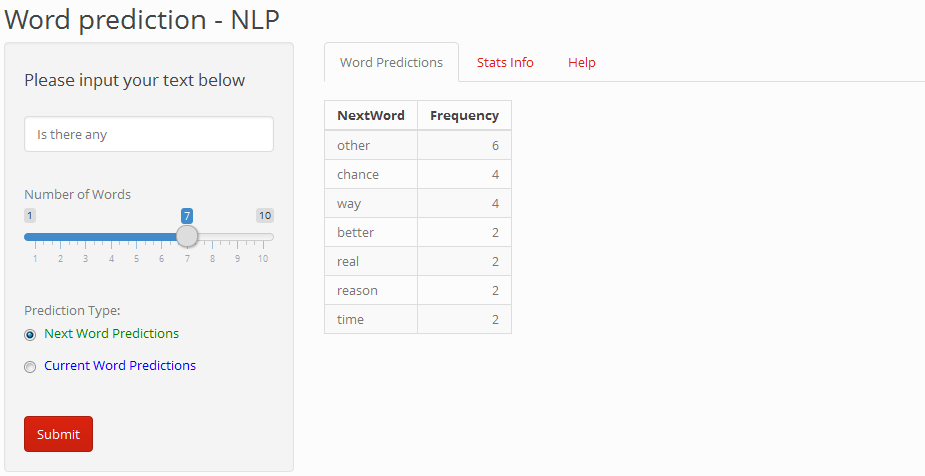 Word prediction - NLP
Please input your text below
Is there any
Number of Words
1 7 10
1 2 3 4 5 6 7 8 9 10
Prediction Type:
Next Word Predictions
Current Word Predictions
Submit
Word Predictions Stats Info Help
NextWord Frequency
other 6
chance 4
way 4
better 2
real 2
reason 2
time 2